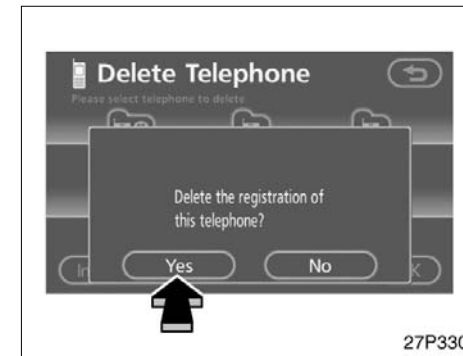 Delete Telephone
Please select telephone to delete
Delete the registration of
this telephone?
Yes No
27P330